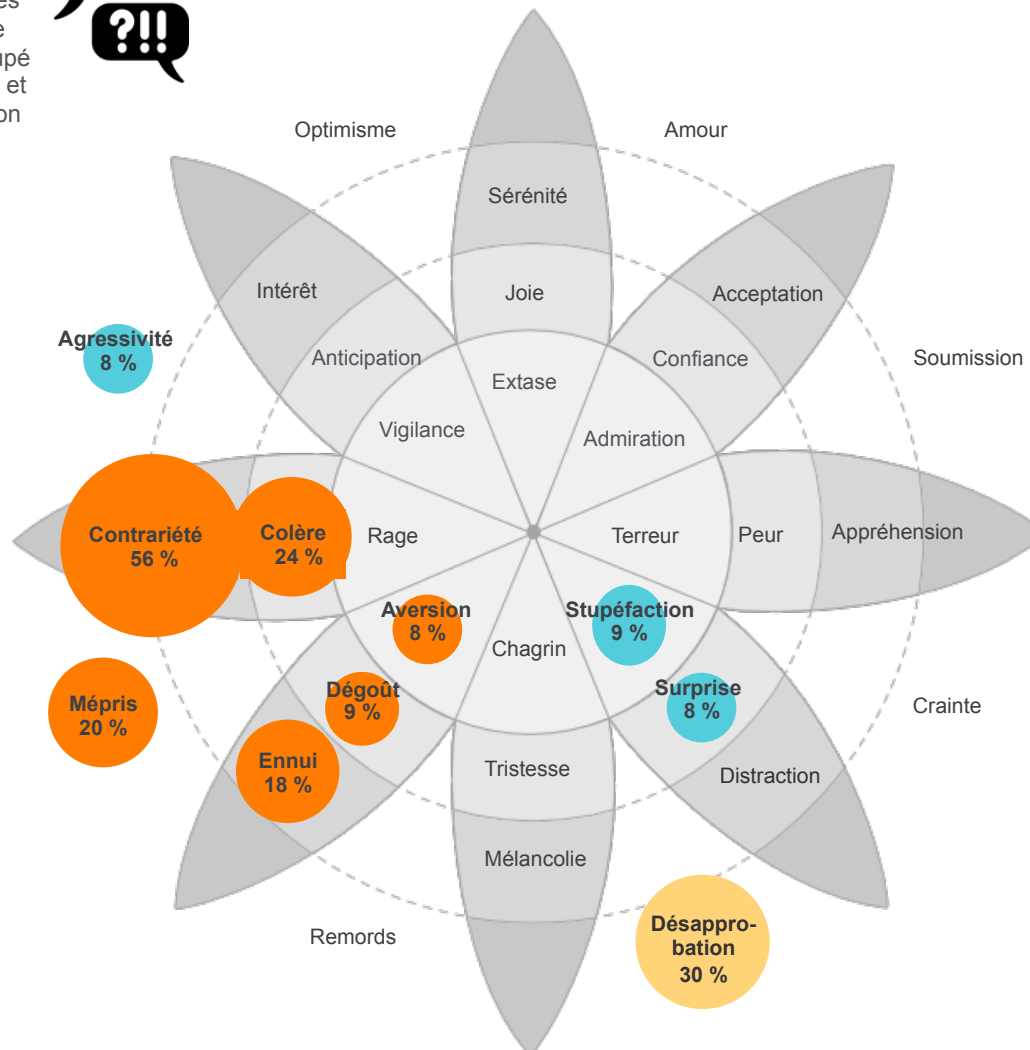 ?!!
et
Optimisme
Amour
Sérénité
Intérêt
Joie
Acceptation
Agressivité
8 %
Anticipation
Confiance
Soumission
Extase
Vigilance
Admiration
Contrariété
56 %
Colère
24 %
Rage
Terreur
Peur
Appréhension
Aversion
8 %
Stupéfaction
9 %
Chagrin
Mépris
20 %
Dégoût
9 %
Surprise
8 %
Crainte
Ennui
18 %
Tristesse
Distraction
Mélancolie
Remords
Désappro-
bation
30 %